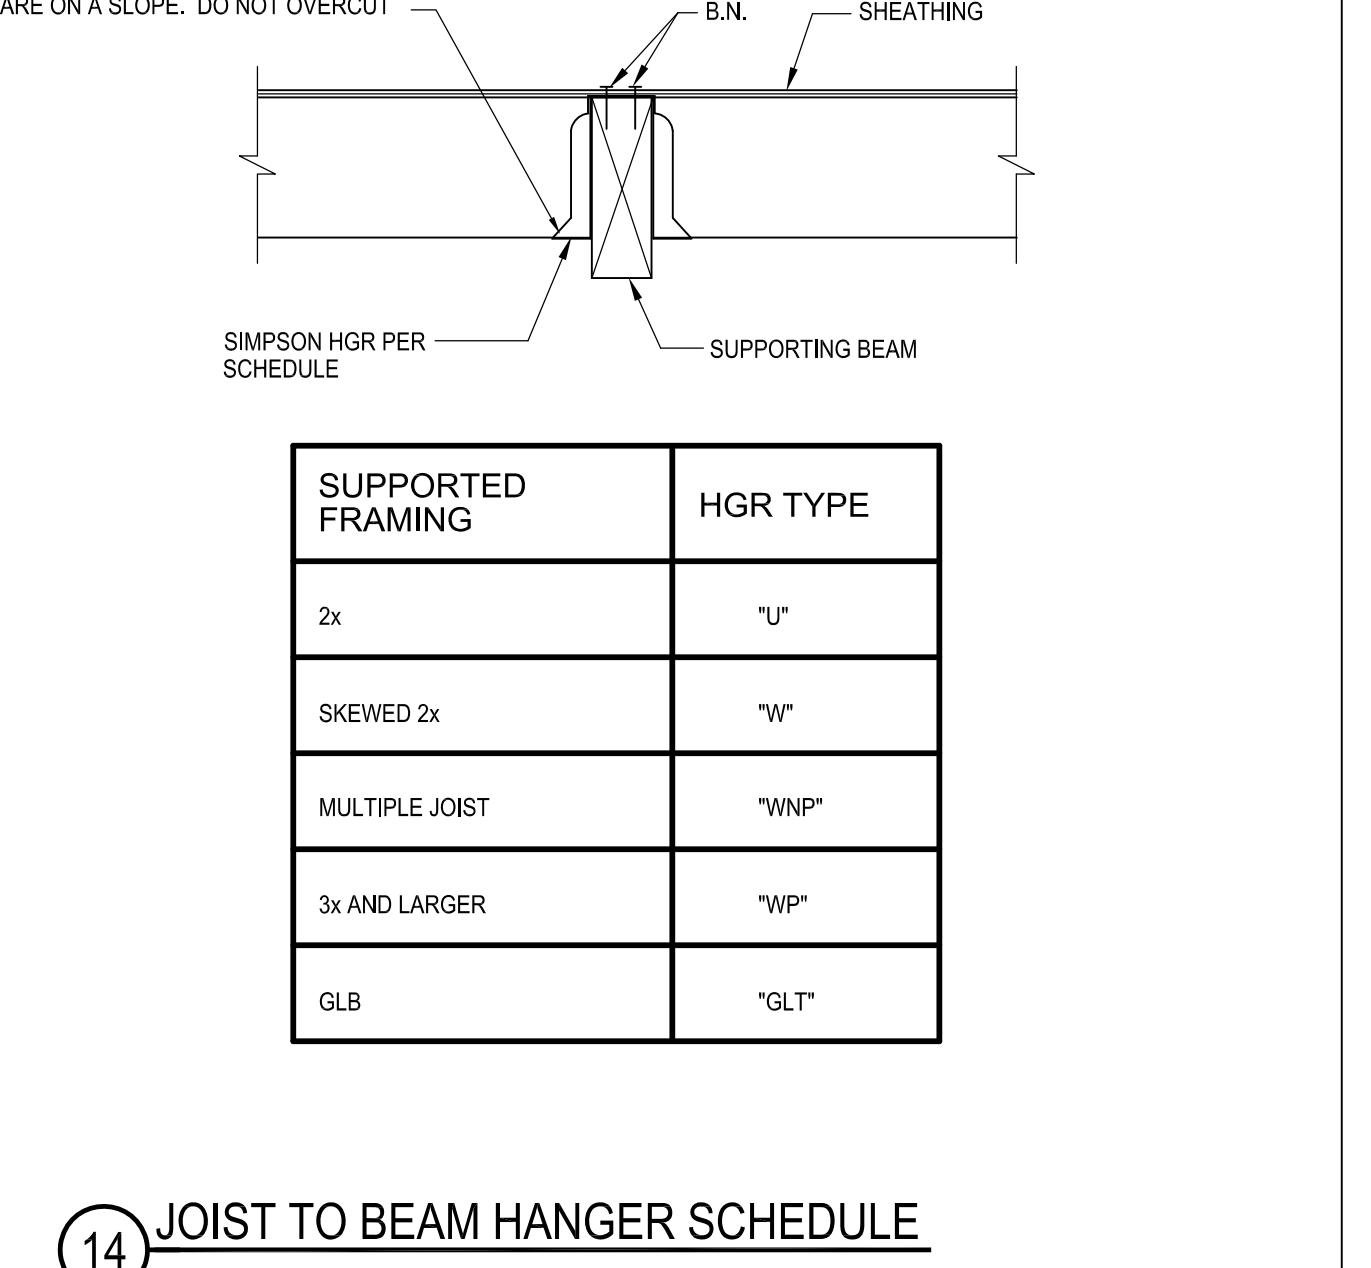 ARE ON A SLOPE. DO NOT OVERCUT
B.N.
SHEATHING
SIMPSON HGR PER
SCHEDULE
SUPPORTING BEAM
SUPPORTED
FRAMING
HGR TYPE
2x
"U"
SKEWED 2x
"W"
MULTIPLE JOIST
"WNP"
3x AND LARGER
"WP"
GLB
"GLT"
14
JOIST TO BEAM HANGER SCHEDULE